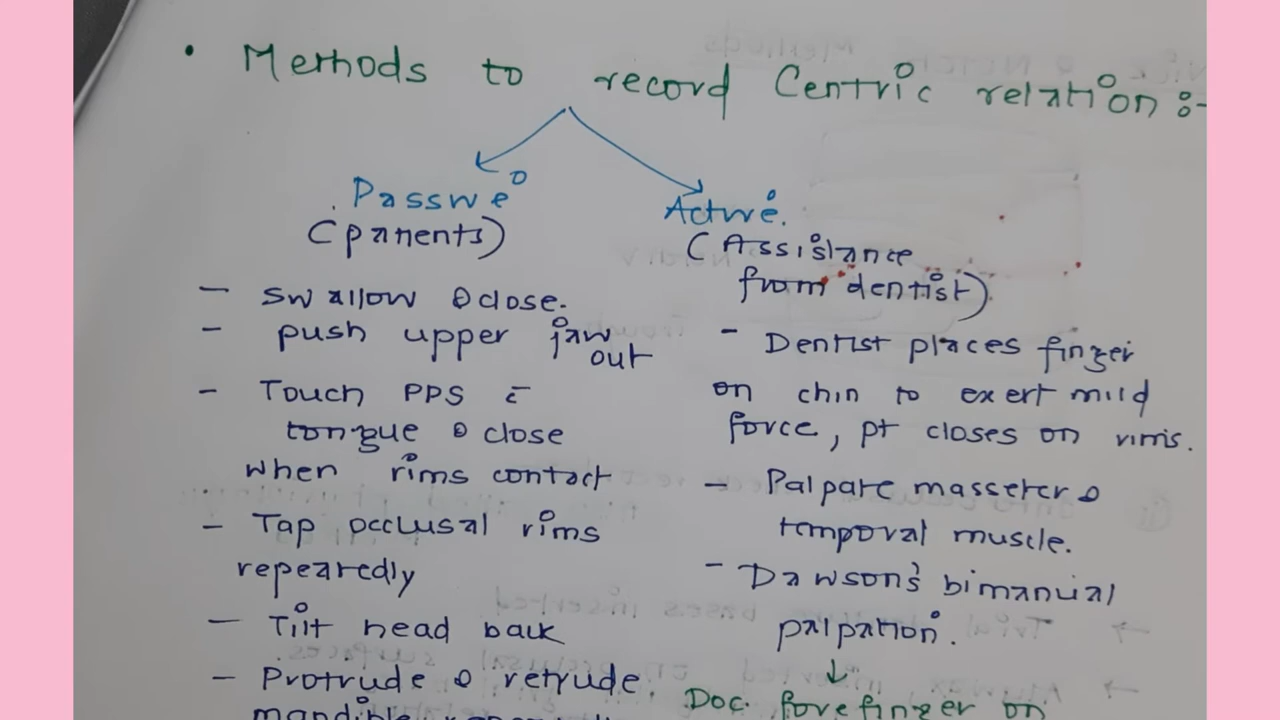 • Methods to record Centric relation :-
Passive
(patients)
- Swallow & close.
- push upper jaw
out
- Touch PPS c̄
tongue & close
when rims contact
- Tap occlusal rims
repeatedly
- Tilt head back
- Protrude & retrude
mandible
Active.
(Assistance
from dentist)
- Dentist places finger
on chin to exert mild
force, pt closes on rims.
- Palpate masseter &
temporal muscle.
- Dawson's bimanual
palpation.
↓
Doc. forefinger on